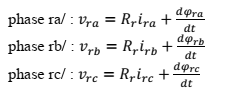 phase ra/ : v_ra = R_r i_ra + dφ_ra/dt
phase rb/ : v_rb = R_r i_rb + dφ_rb/dt
phase rc/ : v_rc = R_r i_rc + dφ_rc/dt